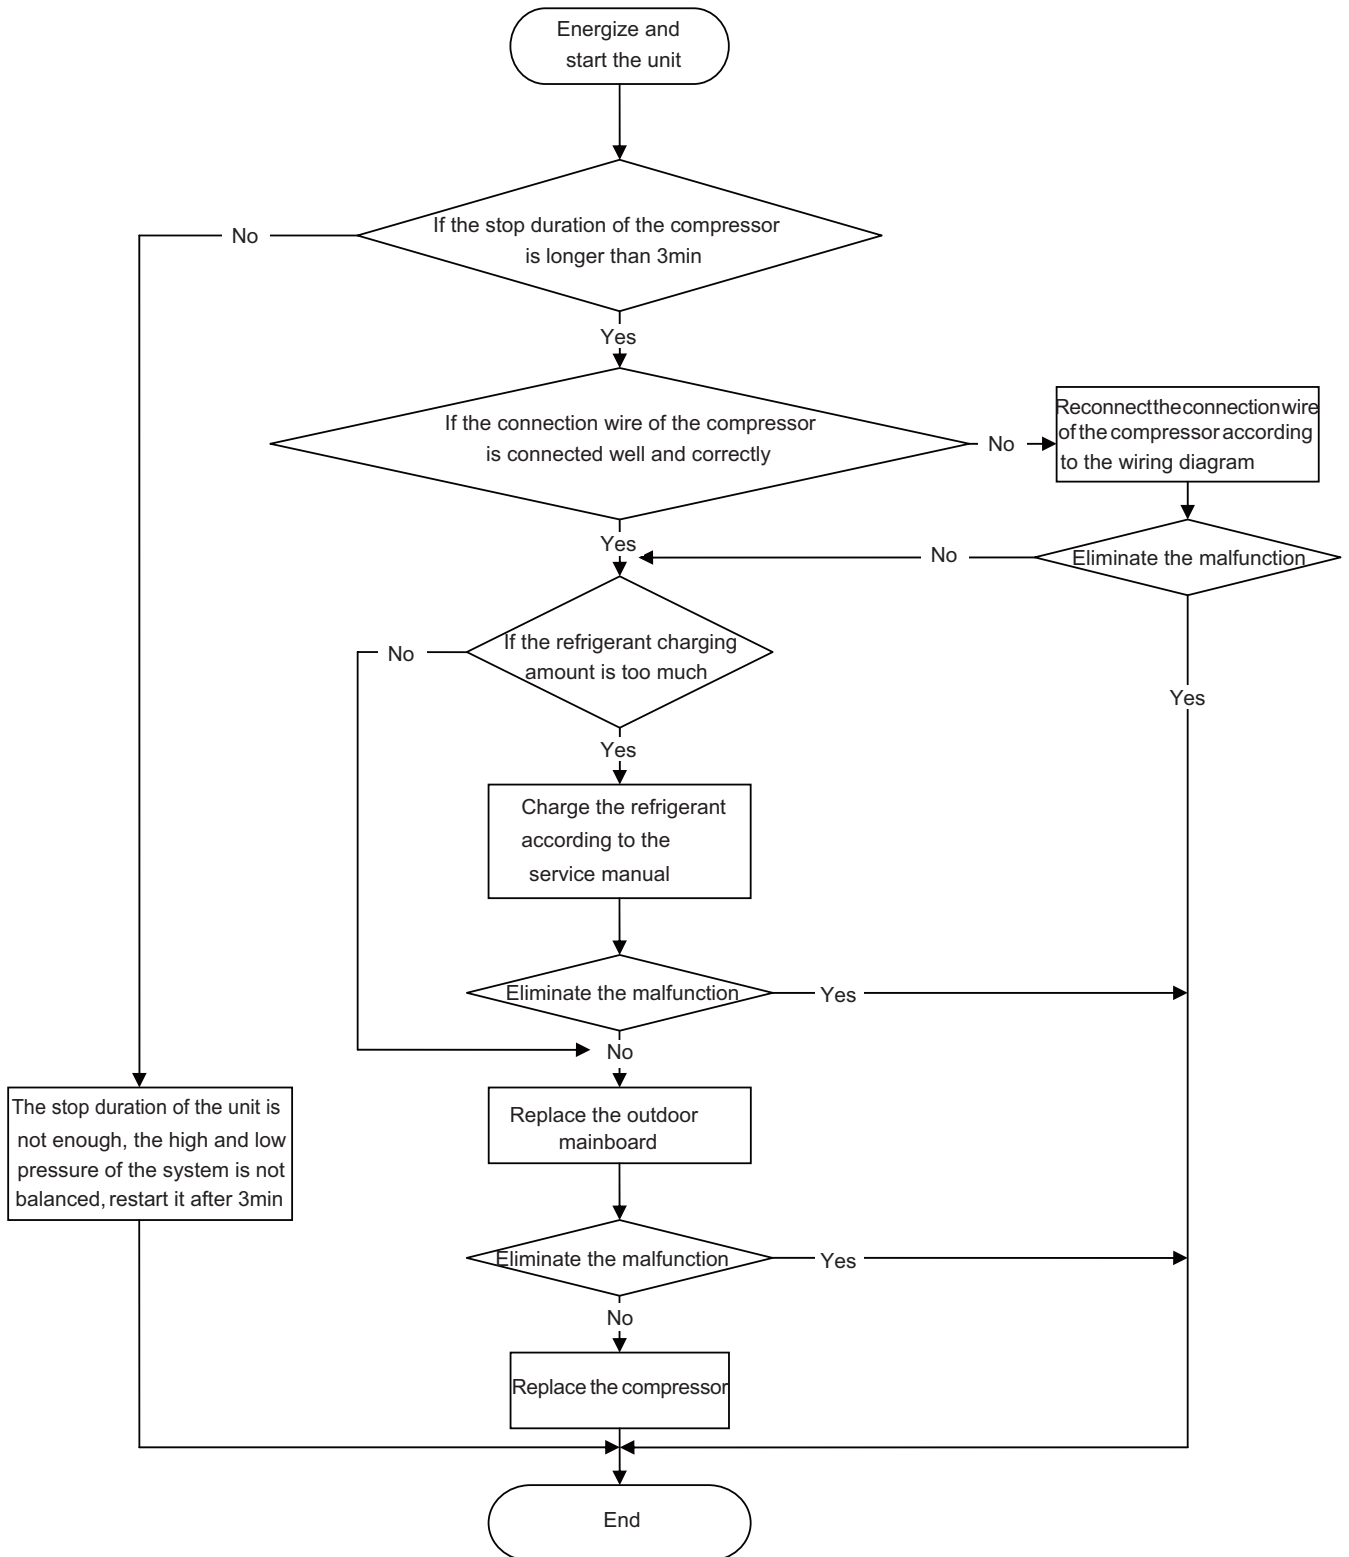 Energize and
start the unit
If the stop duration of the compressor
is longer than 3min
No
Yes
If the connection wire of the compressor
is connected well and correctly
No
Reconnect the connection wire
of the compressor according
to the wiring diagram
Yes
No
Eliminate the malfunction
If the refrigerant charging
amount is too much
No
Yes
Yes
Charge the refrigerant
according to the
service manual
Eliminate the malfunction
Yes
No
The stop duration of the unit is
not enough, the high and low
pressure of the system is not
balanced, restart it after 3min
Replace the outdoor
mainboard
Eliminate the malfunction
Yes
No
Replace the compressor
End